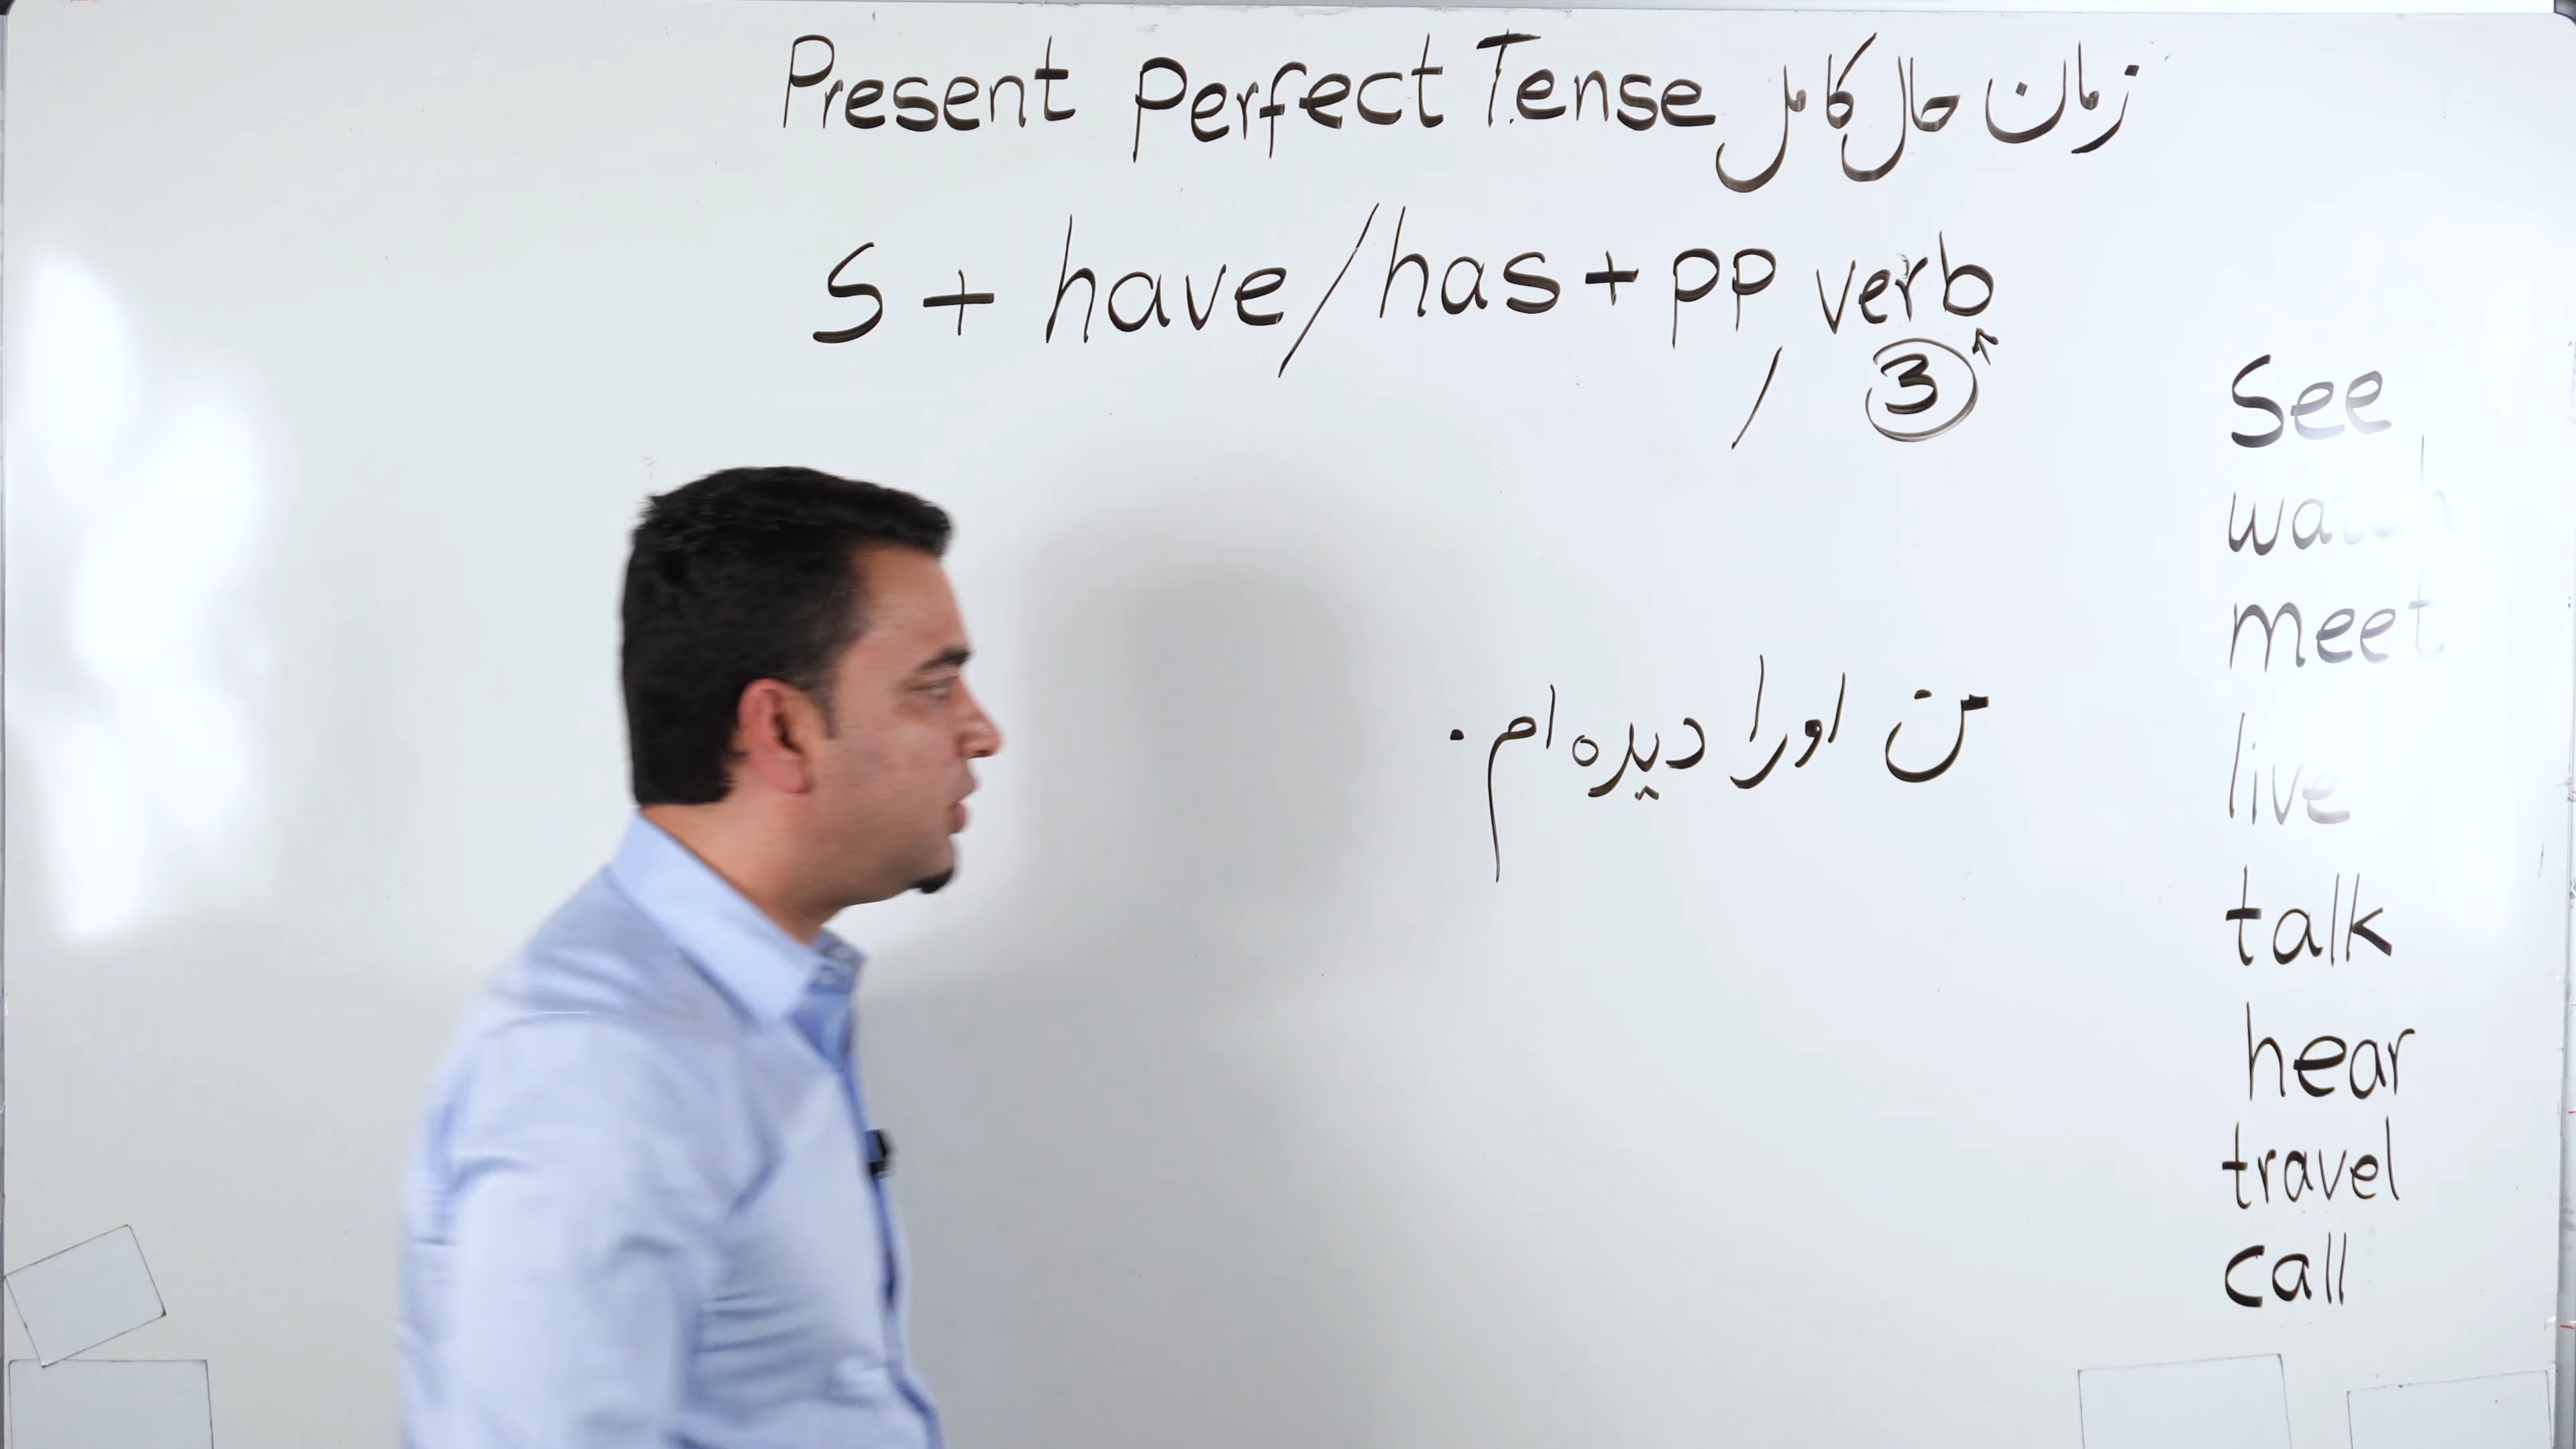 Present Perfect Tense زمان حال کامل
S + have/has + pp verb
/ 3
See
watch
meet
من اورا دیده ام.
live
talk
hear
travel
call